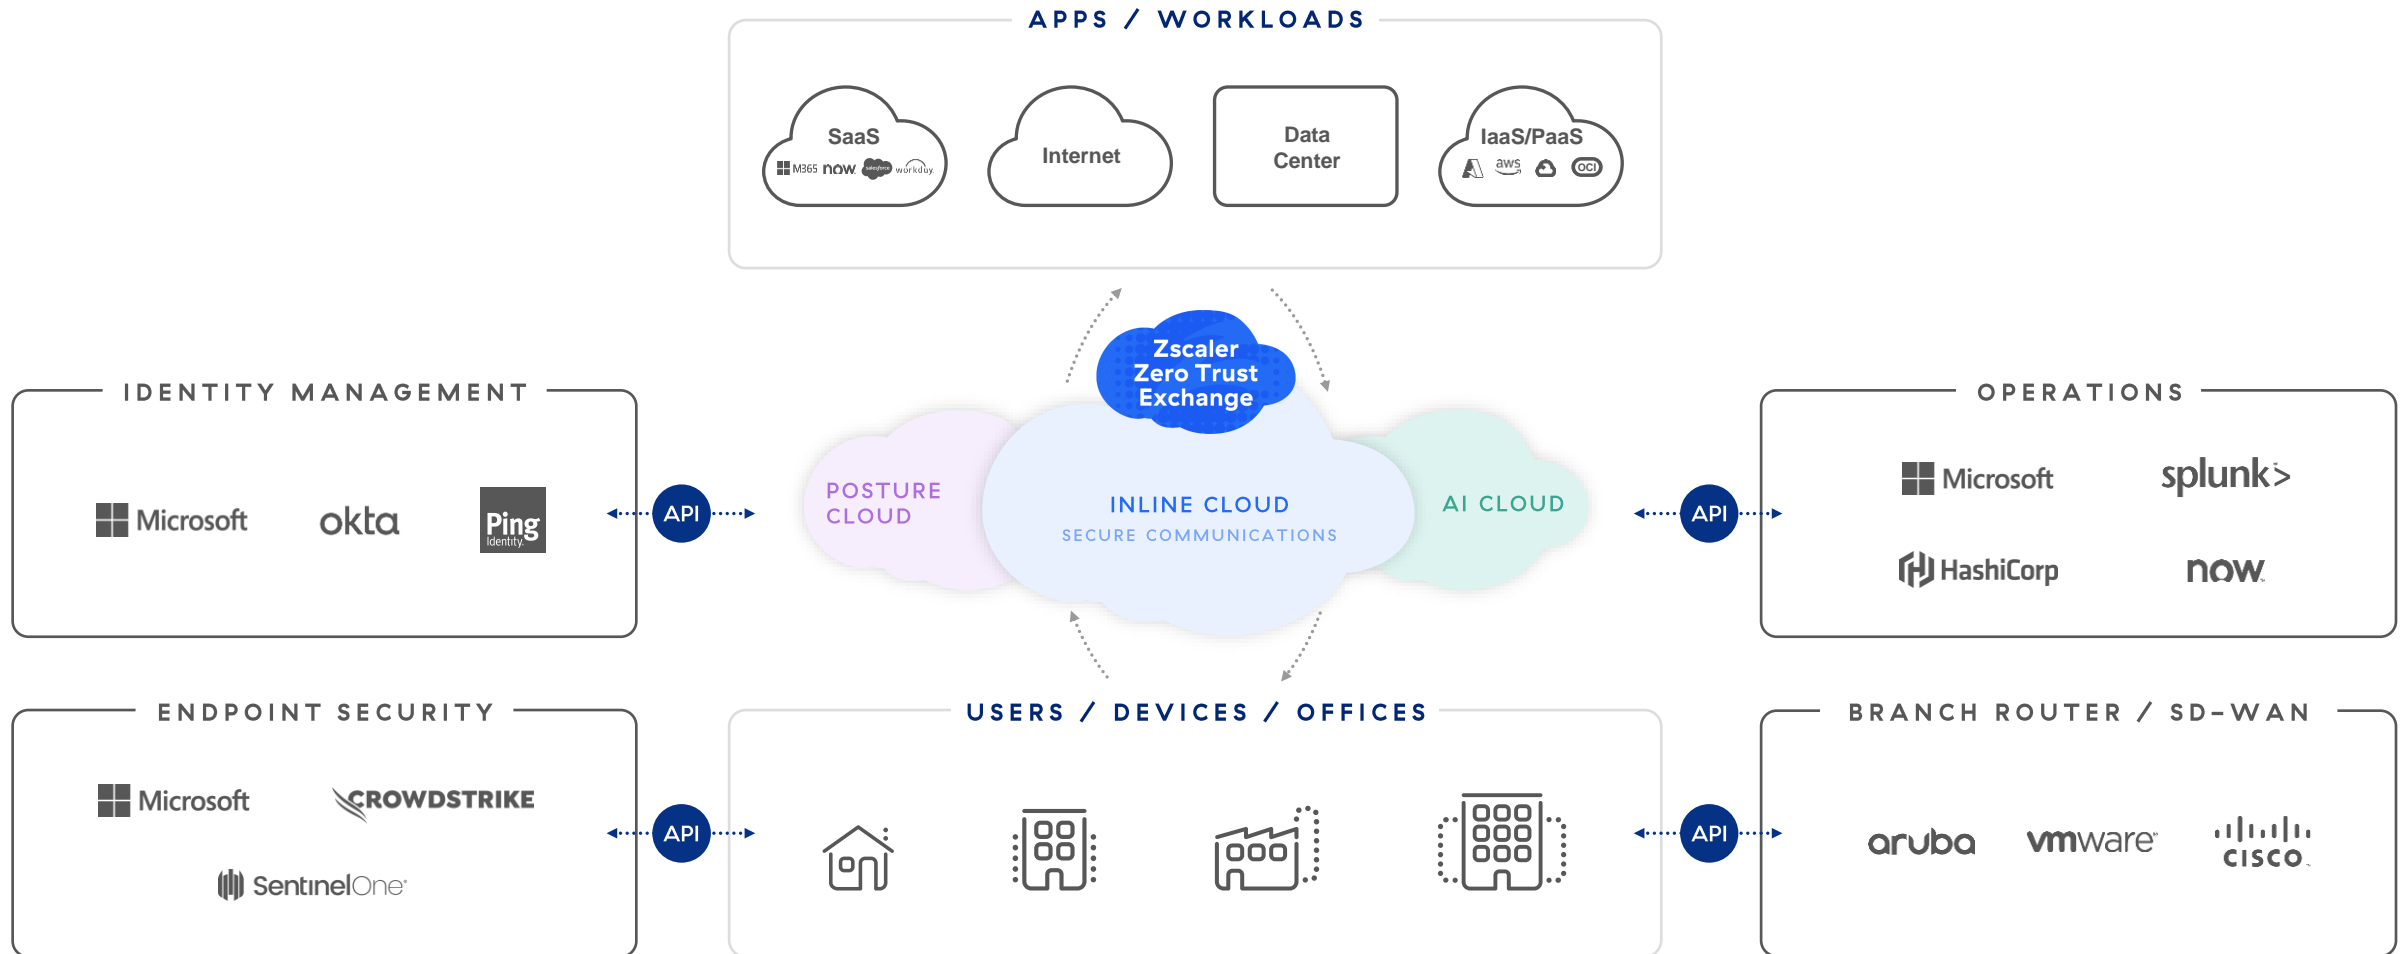 APPS / WORKLOADS
SaaS
M365 now salesforce workday.
Internet
Data
Center
IaaS/PaaS
aws OCI
Zscaler
Zero Trust
Exchange
IDENTITY MANAGEMENT
Microsoft okta Ping
Identity.
API
POSTURE
CLOUD
INLINE CLOUD
SECURE COMMUNICATIONS
AI CLOUD
API
OPERATIONS
Microsoft splunk>
HashiCorp now
ENDPOINT SECURITY
Microsoft CROWDSTRIKE
SentinelOne
API
USERS / DEVICES / OFFICES
API
BRANCH ROUTER / SD-WAN
aruba vmware CISCO